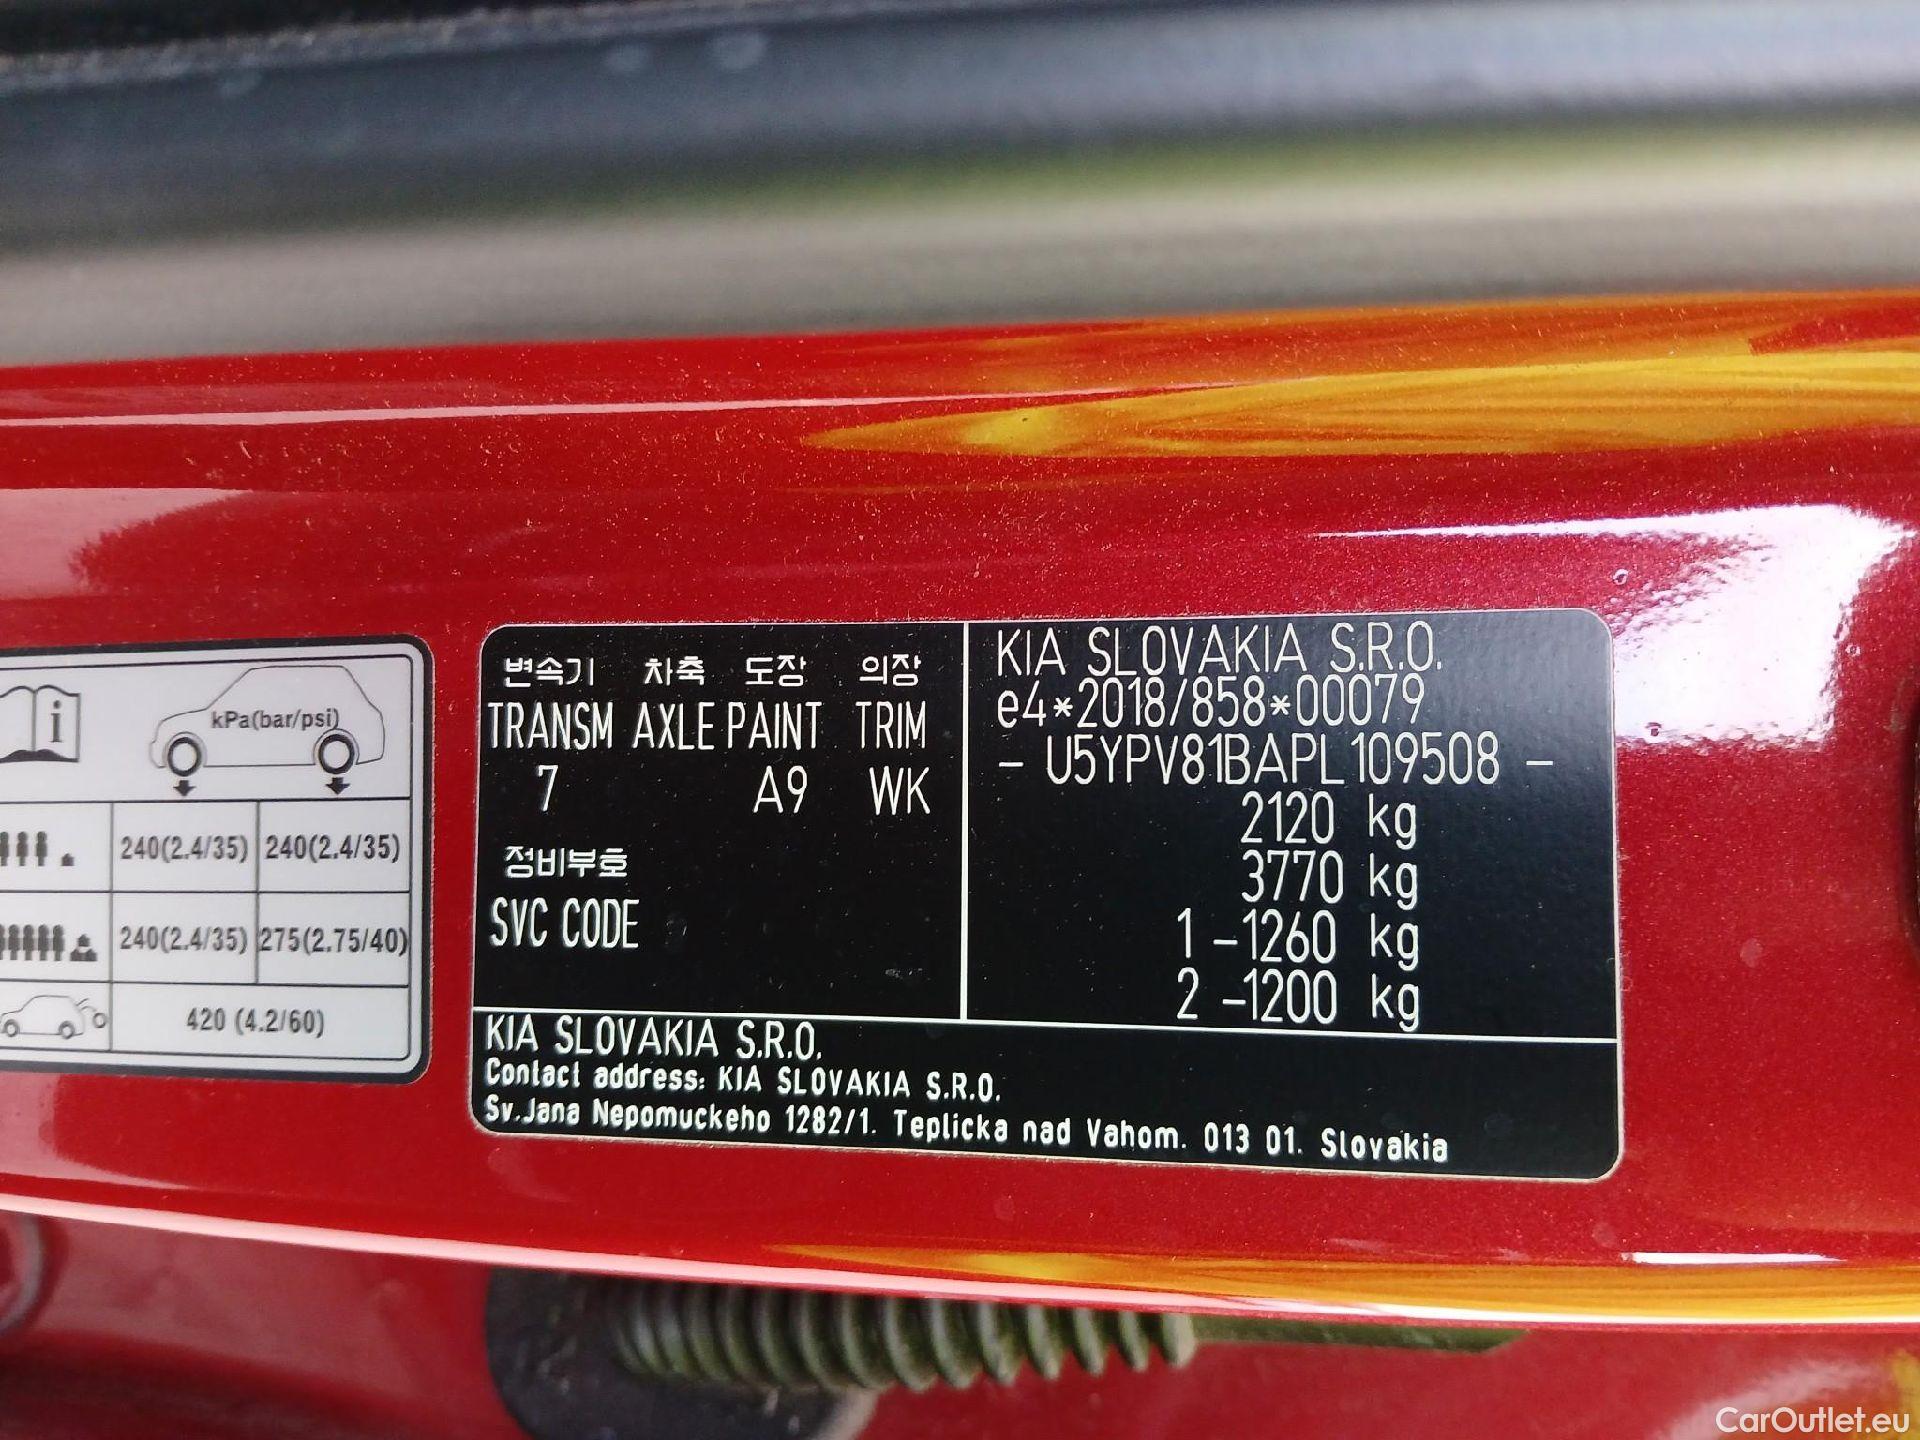 kPa(bar/psi)
240(2.4/35) 240(2.4/35)
240(2.4/35) 275(2.75/40)
420 (4.2/60)
변속기 차축 도장 의장
TRANSM AXLE PAINT TRIM
7 A9 WK
정비부호
SVC CODE
KIA SLOVAKIA S.R.O.
e4*2018/858*00079
- U5YPV81BAPL109508 -
2120 kg
3770 kg
1 -1260 kg
2 -1200 kg
KIA SLOVAKIA S.R.O.
Contact address: KIA SLOVAKIA S.R.O.
Sv.Jana Nepomuckeho 1282/1. Teplicka nad Vahom. 013 01. Slovakia
CarOutlet.eu